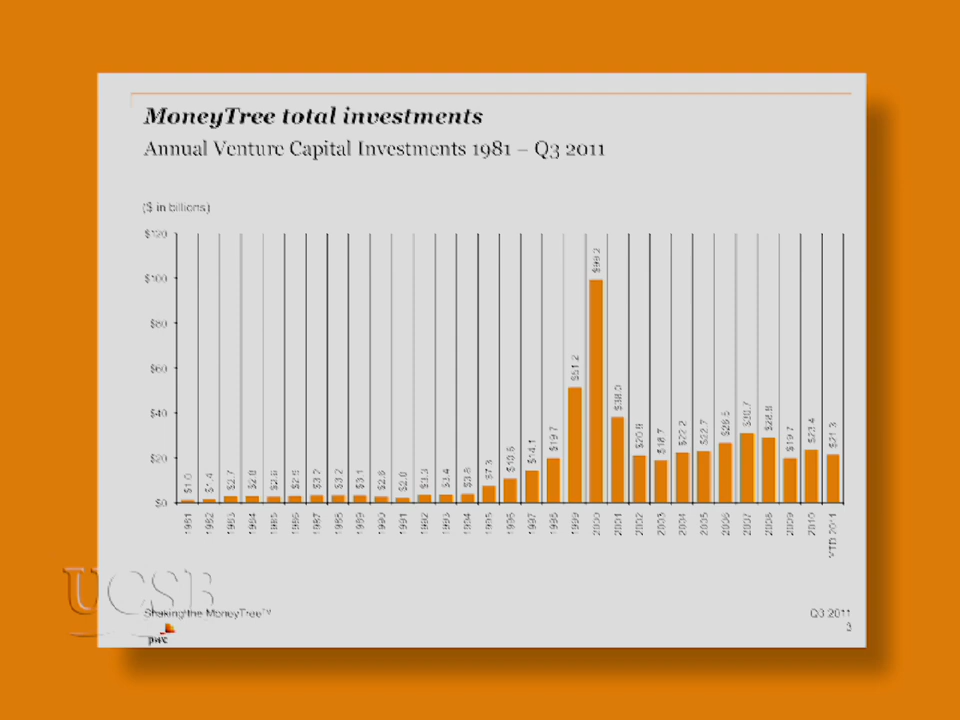 MoneyTree total investments
Annual Venture Capital Investments 1981 – Q3 2011
($ in billions)
$120
$100
$80
$60
$40
$20
$0
$1.0 $1.4 $2.7 $2.8 $2.6 $2.9 $3.2 $3.2 $3.1 $2.6 $2.0 $3.3 $3.4 $3.8 $7.3 $10.6 $14.1 $19.7 $51.2 $99.2 $38.0 $20.9 $18.7 $22.2 $22.7 $26.5 $30.7 $28.8 $19.7 $23.4 $21.3
1981 1982 1983 1984 1985 1986 1987 1988 1989 1990 1991 1992 1993 1994 1995 1996 1997 1998 1999 2000 2001 2002 2003 2004 2005 2006 2007 2008 2009 2010 YTD 2011
UCSB
Shaking the MoneyTree™
Q3 2011
3
pwc